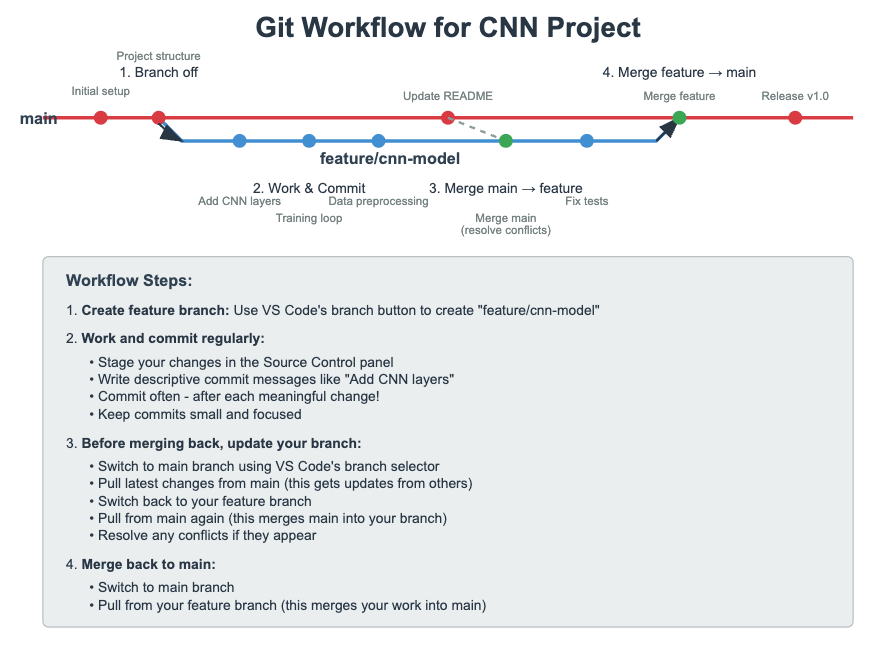 Git Workflow for CNN Project
Project structure
1. Branch off
4. Merge feature → main
Initial setup
Update README
Merge feature
Release v1.0
main
feature/cnn-model
2. Work & Commit
3. Merge main → feature
Add CNN layers
Data preprocessing
Fix tests
Training loop
Merge main
(resolve conflicts)
Workflow Steps:
1. Create feature branch: Use VS Code's branch button to create "feature/cnn-model"
2. Work and commit regularly:
• Stage your changes in the Source Control panel
• Write descriptive commit messages like "Add CNN layers"
• Commit often - after each meaningful change!
• Keep commits small and focused
3. Before merging back, update your branch:
• Switch to main branch using VS Code's branch selector
• Pull latest changes from main (this gets updates from others)
• Switch back to your feature branch
• Pull from main again (this merges main into your branch)
• Resolve any conflicts if they appear
4. Merge back to main:
• Switch to main branch
• Pull from your feature branch (this merges your work into main)